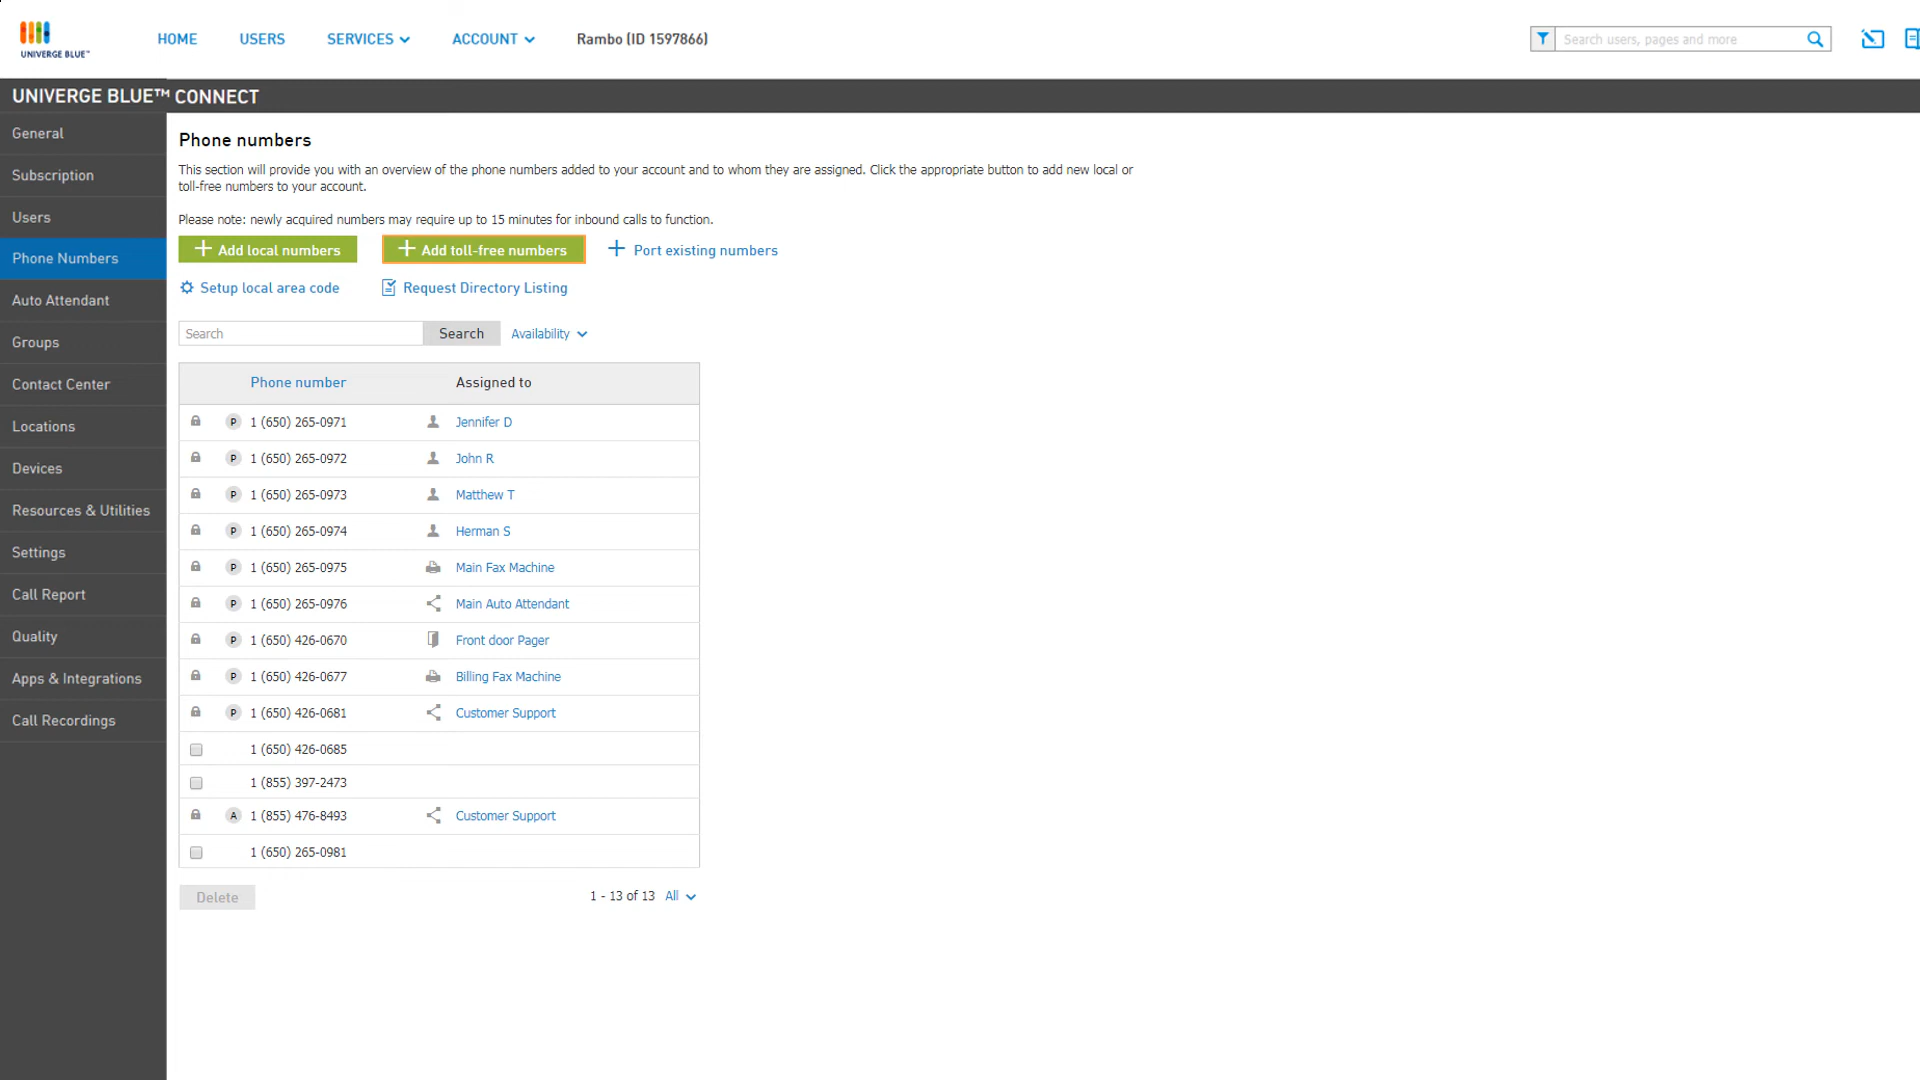 UNIVERGE BLUE™
HOME USERS SERVICES ACCOUNT Rambo (ID 1597866)
Search users, pages and more
UNIVERGE BLUE™ CONNECT
General
Subscription
Users
Phone Numbers
Auto Attendant
Groups
Contact Center
Locations
Devices
Resources & Utilities
Settings
Call Report
Quality
Apps & Integrations
Call Recordings
Phone numbers
This section will provide you with an overview of the phone numbers added to your account and to whom they are assigned. Click the appropriate button to add new local or
toll-free numbers to your account.
Please note: newly acquired numbers may require up to 15 minutes for inbound calls to function.
Add local numbers Add toll-free numbers Port existing numbers
Setup local area code Request Directory Listing
Search Search Availability
Phone number Assigned to
P 1 (650) 265-0971 Jennifer D
P 1 (650) 265-0972 John R
P 1 (650) 265-0973 Matthew T
P 1 (650) 265-0974 Herman S
P 1 (650) 265-0975 Main Fax Machine
P 1 (650) 265-0976 Main Auto Attendant
P 1 (650) 426-0670 Front door Pager
P 1 (650) 426-0677 Billing Fax Machine
P 1 (650) 426-0681 Customer Support
1 (650) 426-0685
1 (855) 397-2473
A 1 (855) 476-8493 Customer Support
1 (650) 265-0981
Delete 1 - 13 of 13 All